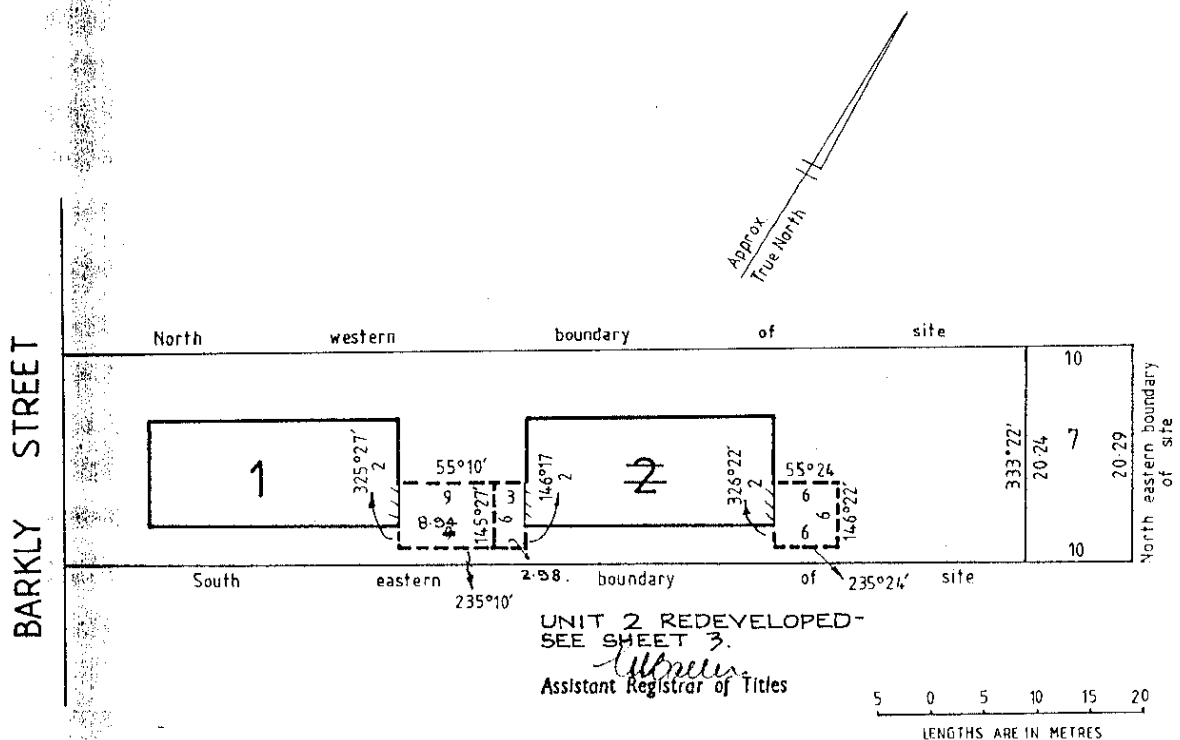 Approx.
True North
BARKLY STREET
North western boundary of site
10
333°22'
20·24
7
20·29
North eastern boundary
of site
10
1
325°27'
2
55°10'
9
8·94
145°27'
3
6
146°17
2
2
326°22'
2
55°24
6
6
6
146°22'
South eastern boundary of site
2·98.
235°10'
235°24'
UNIT 2 REDEVELOPED-
SEE SHEET 3.
Assistant Registrar of Titles
5 0 5 10 15 20
LENGTHS ARE IN METRES